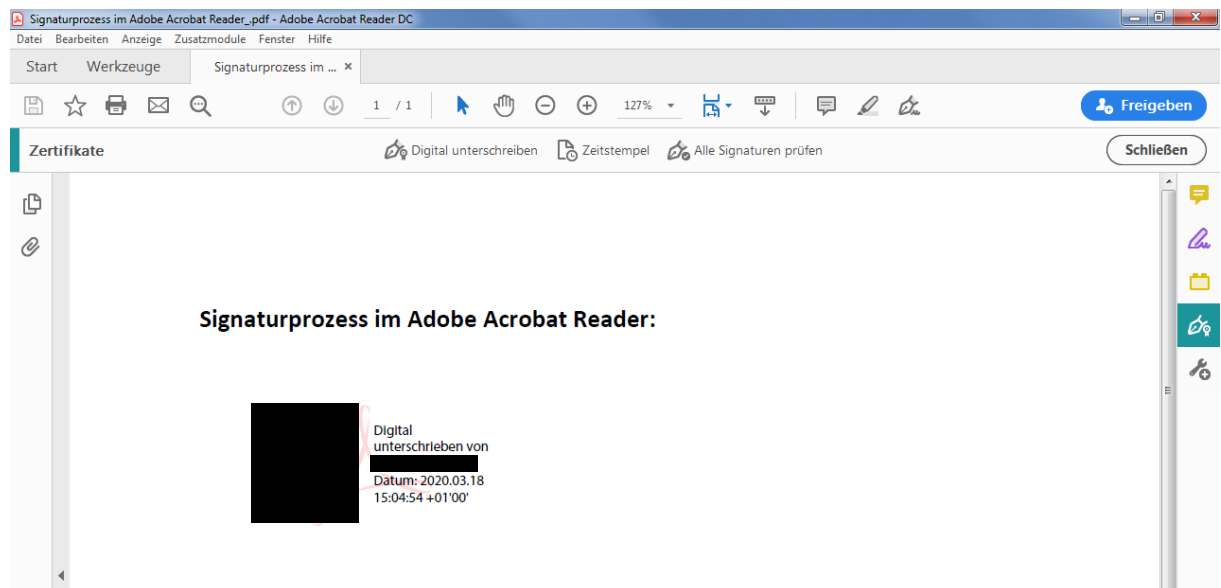 Signaturprozess im Adobe Acrobat Reader_.pdf - Adobe Acrobat Reader DC
Datei Bearbeiten Anzeige Zusatzmodule Fenster Hilfe
Start Werkzeuge Signaturprozess im ... ×
1 / 1 127% Freigeben
Zertifikate Digital unterschreiben Zeitstempel Alle Signaturen prüfen Schließen
Signaturprozess im Adobe Acrobat Reader:
Digital
unterschrieben von
Datum: 2020.03.18
15:04:54 +01'00'